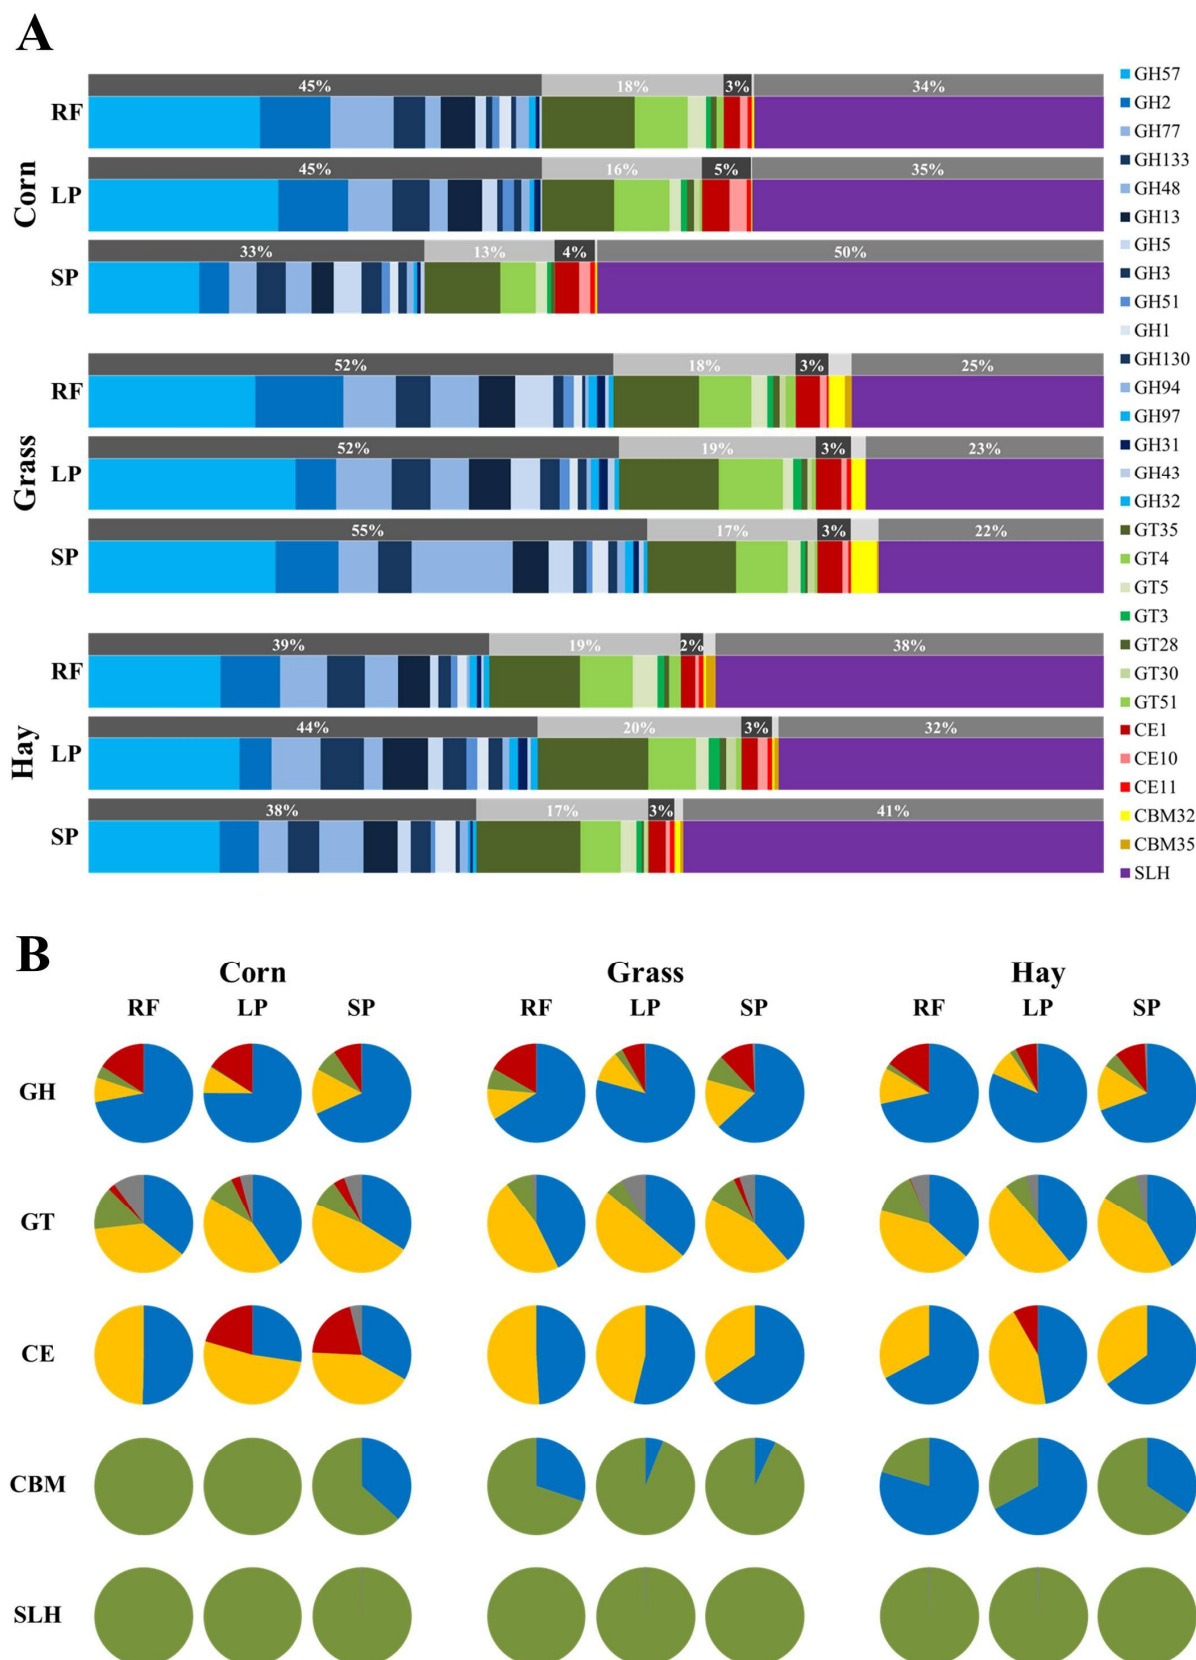 A
Corn
RF
45% 18% 3% 34%
LP
45% 16% 5% 35%
SP
33% 13% 4% 50%
Grass
RF
52% 18% 3% 25%
LP
52% 19% 3% 23%
SP
55% 17% 3% 22%
Hay
RF
39% 19% 2% 38%
LP
44% 20% 3% 32%
SP
38% 17% 3% 41%
GH57
GH2
GH77
GH133
GH48
GH13
GH5
GH3
GH51
GH1
GH130
GH94
GH97
GH31
GH43
GH32
GT35
GT4
GT5
GT3
GT28
GT30
GT51
CE1
CE10
CE11
CBM32
CBM35
SLH
B
Corn Grass Hay
RF LP SP RF LP SP RF LP SP
GH
GT
CE
CBM
SLH